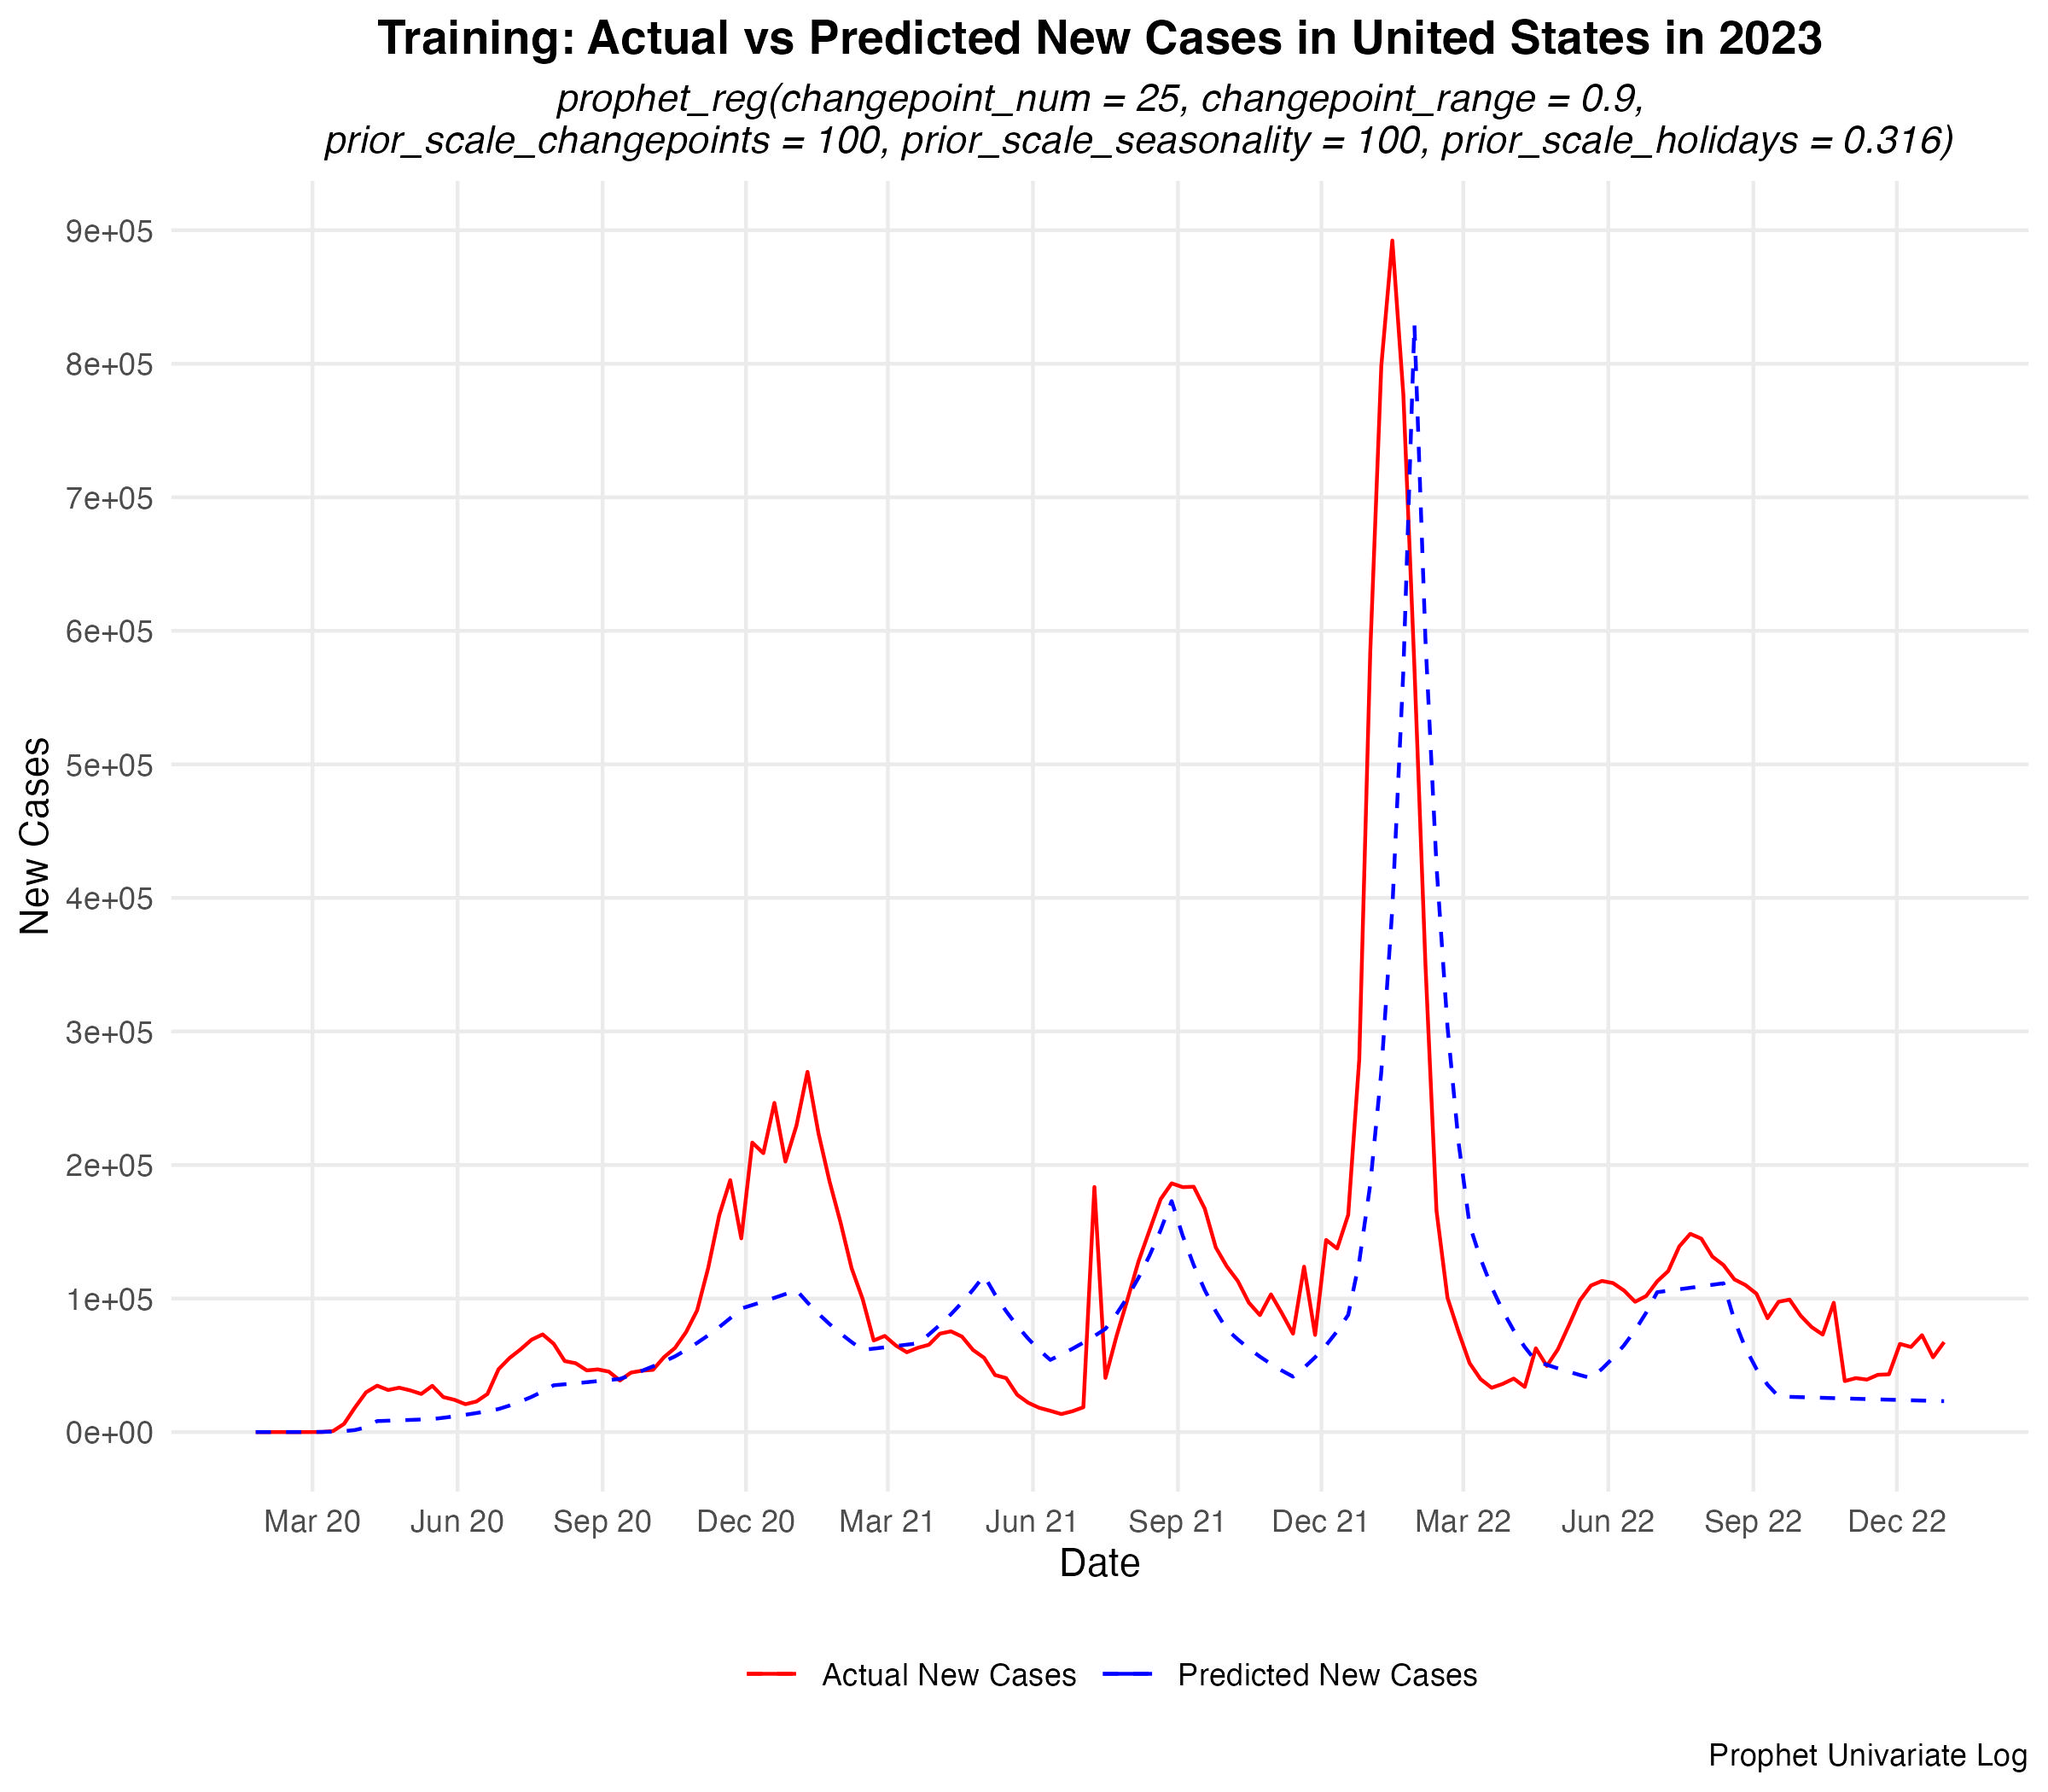 Training: Actual vs Predicted New Cases in United States in 2023
prophet_reg(changepoint_num = 25, changepoint_range = 0.9,
prior_scale_changepoints = 100, prior_scale_seasonality = 100, prior_scale_holidays = 0.316)
New Cases
9e+05
8e+05
7e+05
6e+05
5e+05
4e+05
3e+05
2e+05
1e+05
0e+00
Mar 20 Jun 20 Sep 20 Dec 20 Mar 21 Jun 21 Sep 21 Dec 21 Mar 22 Jun 22 Sep 22 Dec 22
Date
Actual New Cases Predicted New Cases
Prophet Univariate Log